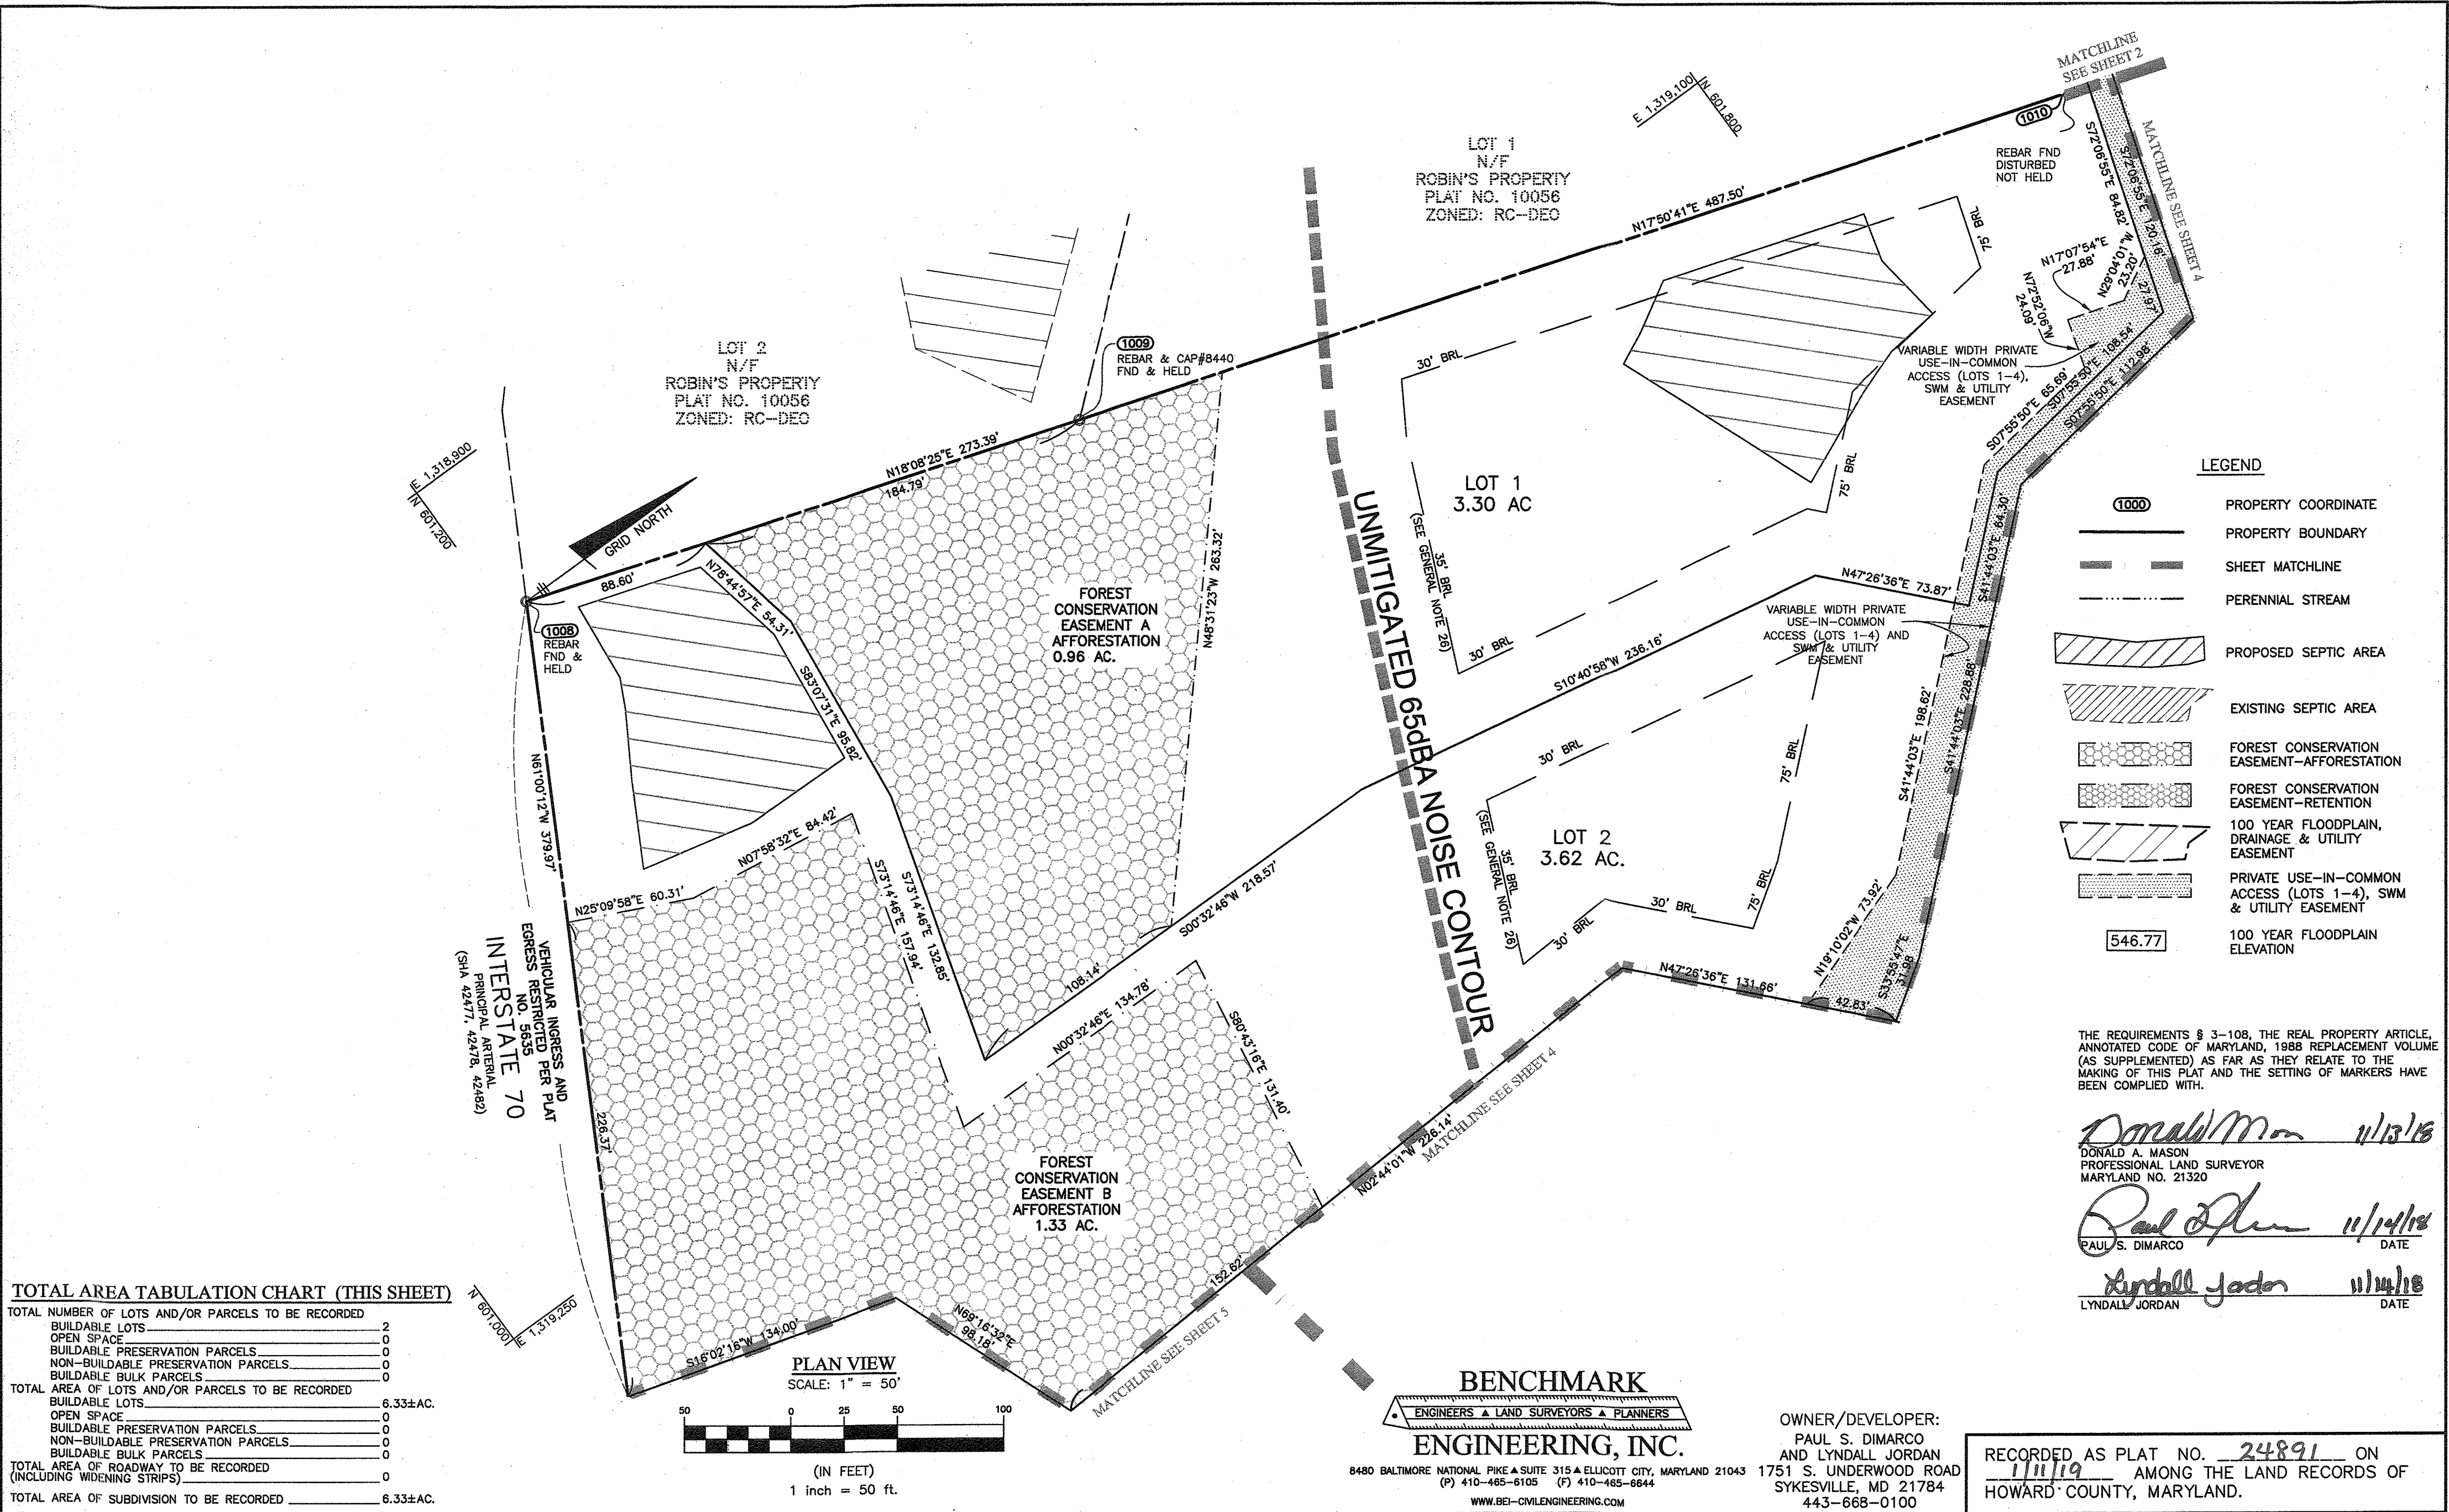 MATCHLINE
SEE SHEET 2
E 1,319,100
N 601,800
1010
REBAR FND
DISTURBED
NOT HELD
S72°06'55"E 84.82'
S72°06'55"E 120.16'
MATCHLINE SEE SHEET 4
LOT 1
N/F
ROBIN'S PROPERTY
PLAT NO. 10056
ZONED: RC-DEO
N17°50'41"E 487.50'
75' BRL
N17°07'54"E
27.88'
N29°04'01"W
23.20'
27.97'
N72°52'06"W
24.09'
VARIABLE WIDTH PRIVATE
USE-IN-COMMON
ACCESS (LOTS 1-4),
SWM & UTILITY
EASEMENT
S07°55'50"E 65.69'
S07°55'50"E 108.54'
S07°55'50"E 112.98'
LOT 2
N/F
ROBIN'S PROPERTY
PLAT NO. 10056
ZONED: RC-DEO
1009
REBAR & CAP#8440
FND & HELD
30' BRL
E 1,318,900
N 601,200
GRID NORTH
N18°08'25"E 273.39'
184.79'
88.60'
1008
REBAR
FND &
HELD
N78°44'57"E 54.31'
S83°07'31"E 95.82'
FOREST
CONSERVATION
EASEMENT A
AFFORESTATION
0.96 AC.
N48°31'23"W 263.32'
UNMITIGATED 65dBA NOISE CONTOUR
LOT 1
3.30 AC
35' BRL
(SEE GENERAL NOTE 26)
30' BRL
75' BRL
S10°40'58"W 236.16'
N47°26'36"E 73.87'
S41°44'03"E 64.30'
VARIABLE WIDTH PRIVATE
USE-IN-COMMON
ACCESS (LOTS 1-4) AND
SWM & UTILITY
EASEMENT
S41°44'03"E 198.62'
S41°44'03"E 228.88'
30' BRL
75' BRL
LOT 2
3.62 AC.
35' BRL
(SEE GENERAL NOTE 26)
30' BRL
30' BRL
75' BRL
N19°10'02"W 73.92'
S33°55'47"E
31.98'
N47°26'36"E 131.66'
42.83'
N61°00'12"W 379.97'
N25°09'58"E 60.31'
N07°58'32"E 84.42'
S73°14'46"E 157.94'
S73°14'46"E 132.85'
S00°32'46"W 218.57'
108.14'
N00°32'46"E 134.78'
S80°43'16"E 131.40'
VEHICULAR INGRESS AND
EGRESS RESTRICTED PER PLAT
NO. 5635
INTERSTATE 70
PRINCIPAL ARTERIAL
(SHA 42477, 42478, 42482)
226.37'
FOREST
CONSERVATION
EASEMENT B
AFFORESTATION
1.33 AC.
N02°44'01"W 226.14'
MATCHLINE SEE SHEET 4
152.62'
MATCHLINE SEE SHEET 5
N69°16'32"E
98.18'
S16°02'16"W 134.00'
N 601,000
E 1,319,250
LEGEND
1000 PROPERTY COORDINATE
PROPERTY BOUNDARY
SHEET MATCHLINE
PERENNIAL STREAM
PROPOSED SEPTIC AREA
EXISTING SEPTIC AREA
FOREST CONSERVATION
EASEMENT-AFFORESTATION
FOREST CONSERVATION
EASEMENT-RETENTION
100 YEAR FLOODPLAIN,
DRAINAGE & UTILITY
EASEMENT
PRIVATE USE-IN-COMMON
ACCESS (LOTS 1-4), SWM
& UTILITY EASEMENT
546.77 100 YEAR FLOODPLAIN
ELEVATION
THE REQUIREMENTS § 3-108, THE REAL PROPERTY ARTICLE,
ANNOTATED CODE OF MARYLAND, 1988 REPLACEMENT VOLUME
(AS SUPPLEMENTED) AS FAR AS THEY RELATE TO THE
MAKING OF THIS PLAT AND THE SETTING OF MARKERS HAVE
BEEN COMPLIED WITH.
11/13/18
DONALD A. MASON
PROFESSIONAL LAND SURVEYOR
MARYLAND NO. 21320
11/14/18
PAUL S. DIMARCO DATE
Lyndall Jordan 11/14/18
LYNDALL JORDAN DATE
TOTAL AREA TABULATION CHART (THIS SHEET)
TOTAL NUMBER OF LOTS AND/OR PARCELS TO BE RECORDED
BUILDABLE LOTS 2
OPEN SPACE 0
BUILDABLE PRESERVATION PARCELS 0
NON-BUILDABLE PRESERVATION PARCELS 0
BUILDABLE BULK PARCELS 0
TOTAL AREA OF LOTS AND/OR PARCELS TO BE RECORDED
BUILDABLE LOTS 6.33±AC.
OPEN SPACE 0
BUILDABLE PRESERVATION PARCELS 0
NON-BUILDABLE PRESERVATION PARCELS 0
BUILDABLE BULK PARCELS 0
TOTAL AREA OF ROADWAY TO BE RECORDED
(INCLUDING WIDENING STRIPS) 0
TOTAL AREA OF SUBDIVISION TO BE RECORDED 6.33±AC.
PLAN VIEW
SCALE: 1" = 50'
50 0 25 50 100
(IN FEET)
1 inch = 50 ft.
BENCHMARK
ENGINEERS ▲ LAND SURVEYORS ▲ PLANNERS
ENGINEERING, INC.
8480 BALTIMORE NATIONAL PIKE ▲ SUITE 315 ▲ ELLICOTT CITY, MARYLAND 21043
(P) 410-465-6105 (F) 410-465-6644
WWW.BEI-CIVILENGINEERING.COM
OWNER/DEVELOPER:
PAUL S. DIMARCO
AND LYNDALL JORDAN
1751 S. UNDERWOOD ROAD
SYKESVILLE, MD 21784
443-668-0100
RECORDED AS PLAT NO. 24891 ON
1/11/19 AMONG THE LAND RECORDS OF
HOWARD COUNTY, MARYLAND.